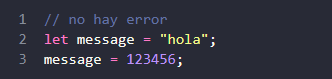 1 // no hay error
2 let message = "hola";
3 message = 123456;